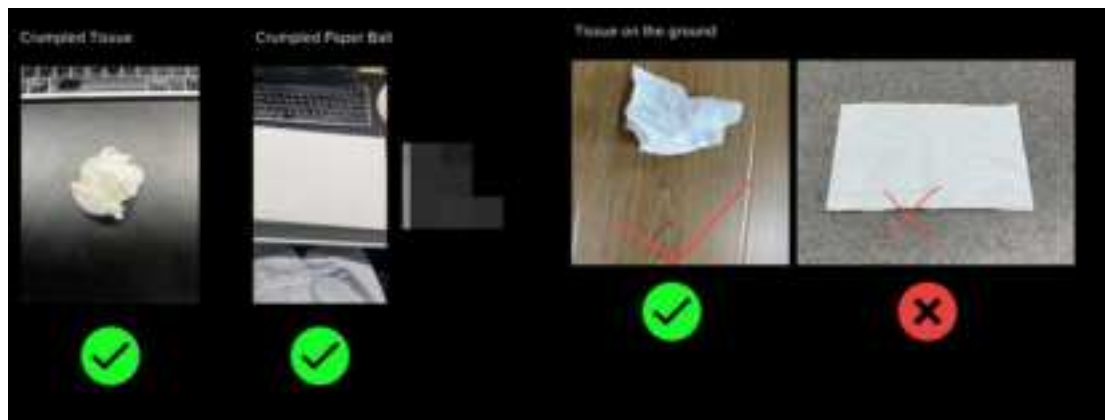 Crumpled Tissue
Crumpled Paper Ball
Tissue on the ground